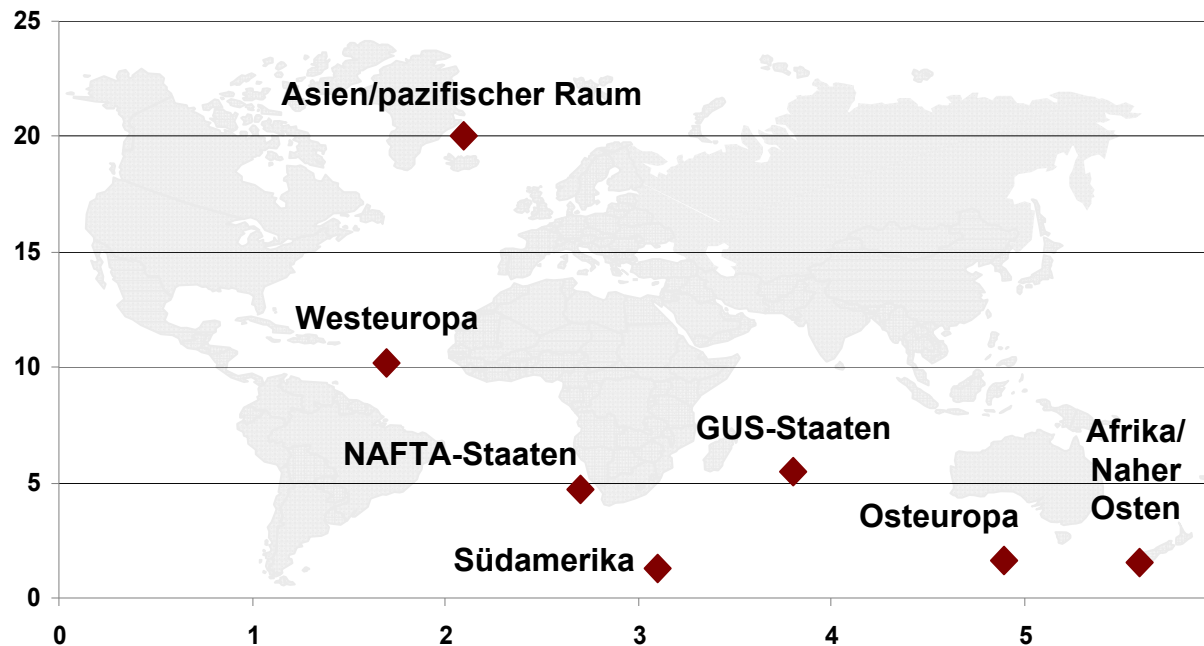 25
Asien/pazifischer Raum
20
15
Westeuropa
10
GUS-Staaten
Afrika/
Naher
Osten
NAFTA-Staaten
5
Osteuropa
Südamerika
0
0 1 2 3 4 5